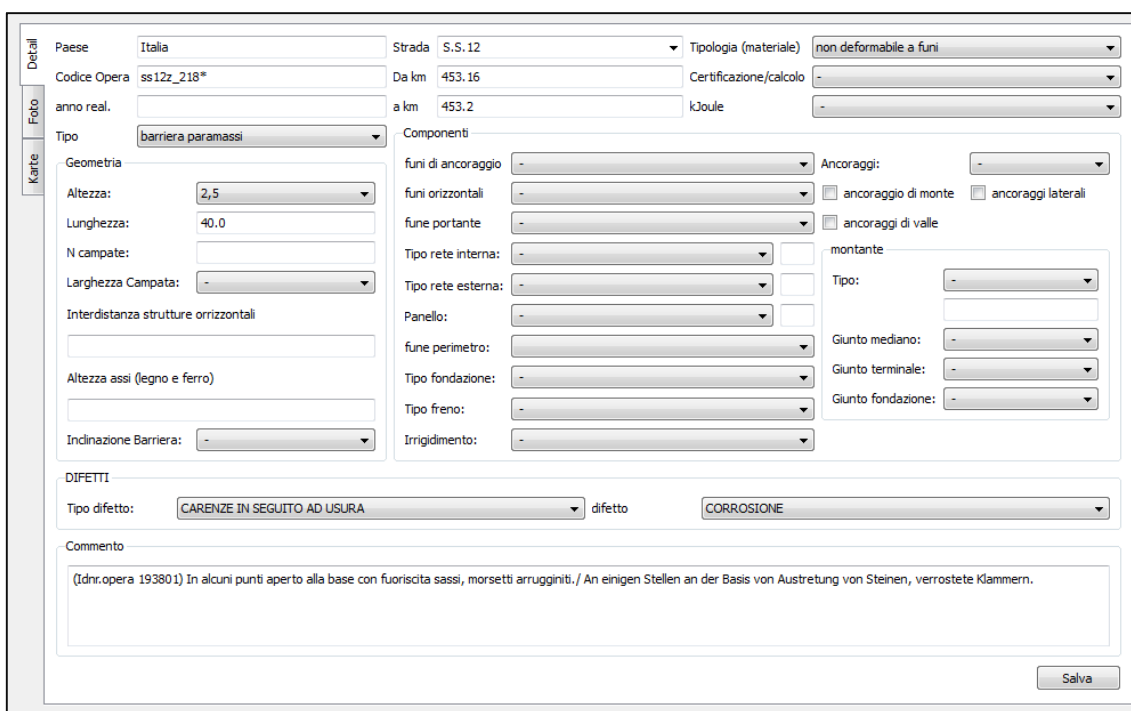 Detail
Foto
Karte
Paese Italia Strada S.S.12 Tipologia (materiale) non deformabile a funi
Codice Opera ss12z_218* Da km 453.16 Certificazione/calcolo -
anno real. a km 453.2 kJoule -
Tipo barriera paramassi
Geometria
Altezza: 2,5
Lunghezza: 40.0
N campate:
Larghezza Campata: -
Interdistanza strutture orrizzontali
Altezza assi (legno e ferro)
Indinazione Barriera: -
Componenti
funi di ancoraggio - Ancoraggi: -
funi orizzontali - ancoraggio di monte ancoraggi laterali
fune portante - ancoraggi di valle
Tipo rete interna: -
Tipo rete esterna: -
Panello: -
fune perimetro:
Tipo fondazione: -
Tipo freno: -
Irrigidimento: -
montante
Tipo: -
Giunto mediano: -
Giunto terminale: -
Giunto fondazione: -
DIFETTI
Tipo difetto: CARENZE IN SEGUITO AD USURA difetto CORROSIONE
Commento
(Idnr.opera 193801) In alcuni punti aperto alla base con fuoriscita sassi, morsetti arrugginiti./ An einigen Stellen an der Basis von Austretung von Steinen, verrostete Klammern.
Salva